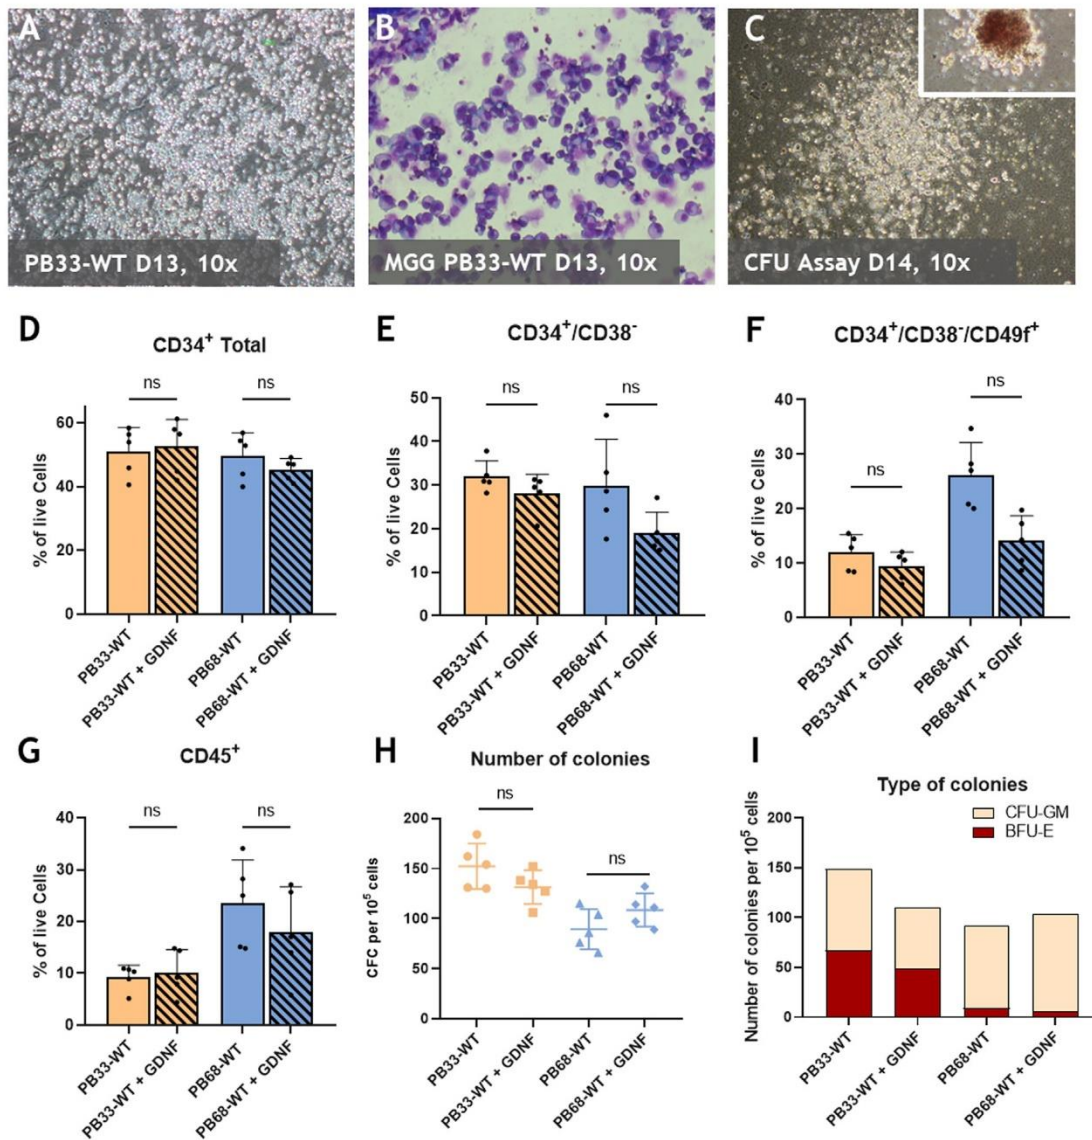 A
PB33-WT D13, 10x
B
MGG PB33-WT D13, 10x
C
CFU Assay D14, 10x
D
CD34⁺ Total
% of live Cells
60
40
20
0
ns
ns
PB33-WT
PB33-WT + GDNF
PB68-WT
PB68-WT + GDNF
E
CD34⁺/CD38⁻
% of live Cells
50
40
30
20
10
0
ns
ns
PB33-WT
PB33-WT + GDNF
PB68-WT
PB68-WT + GDNF
F
CD34⁺/CD38⁻/CD49f⁺
% of live Cells
40
30
20
10
0
ns
ns
PB33-WT
PB33-WT + GDNF
PB68-WT
PB68-WT + GDNF
G
CD45⁺
% of live Cells
40
30
20
10
0
ns
ns
PB33-WT
PB33-WT + GDNF
PB68-WT
PB68-WT + GDNF
H
Number of colonies
CFC per 10⁵ cells
200
150
100
50
0
ns
ns
PB33-WT
PB33-WT + GDNF
PB68-WT
PB68-WT + GDNF
I
Type of colonies
Number of colonies per 10⁵ cells
200
150
100
50
0
CFU-GM
BFU-E
PB33-WT
PB33-WT + GDNF
PB68-WT
PB68-WT + GDNF